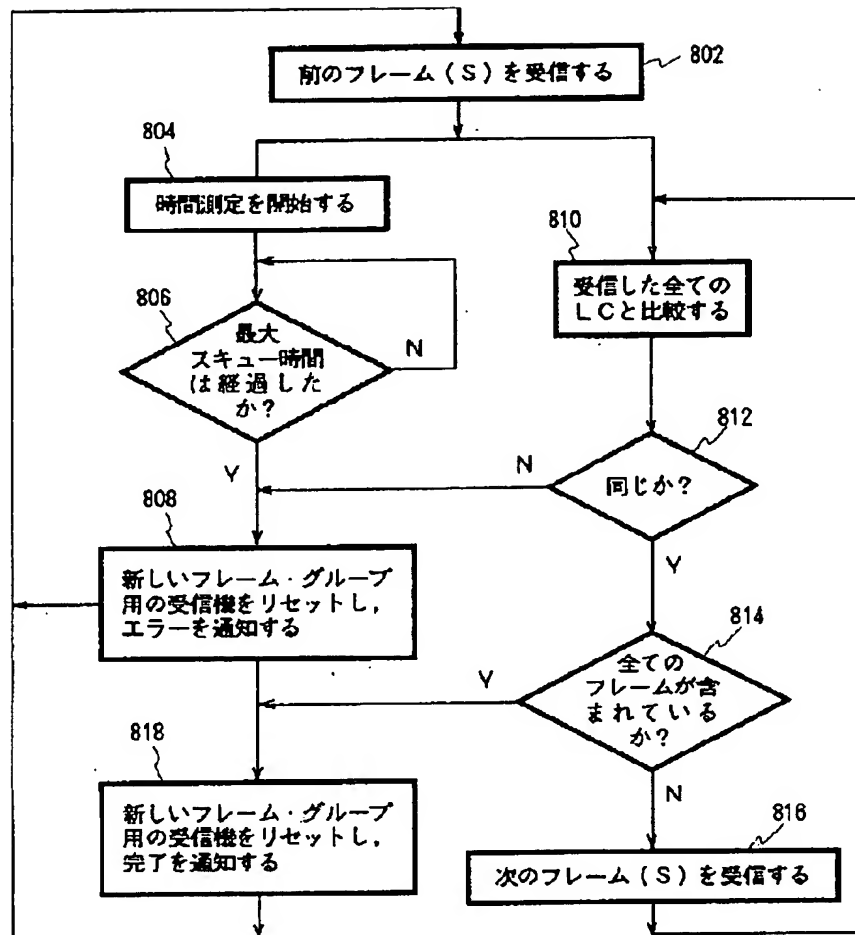 802
前のフレーム(S)を受信する
804
時間測定を開始する
806
最大
スキュー時間
は経過した
か?
N
Y
810
受信した全ての
LCと比較する
812
同じか?
N
Y
808
新しいフレーム・グループ
用の受信機をリセットし,
エラーを通知する
814
全ての
フレームが含
まれている
か?
Y
N
818
新しいフレーム・グループ
用の受信機をリセットし,
完了を通知する
816
次のフレーム(S)を受信する